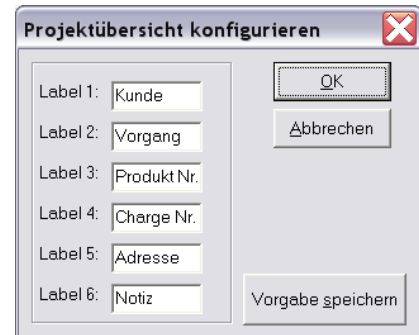 Projektübersicht konfigurieren
Label 1: Kunde
Label 2: Vorgang
Label 3: Produkt Nr.
Label 4: Charge Nr.
Label 5: Adresse
Label 6: Notiz
OK
Abbrechen
Vorgabe speichern